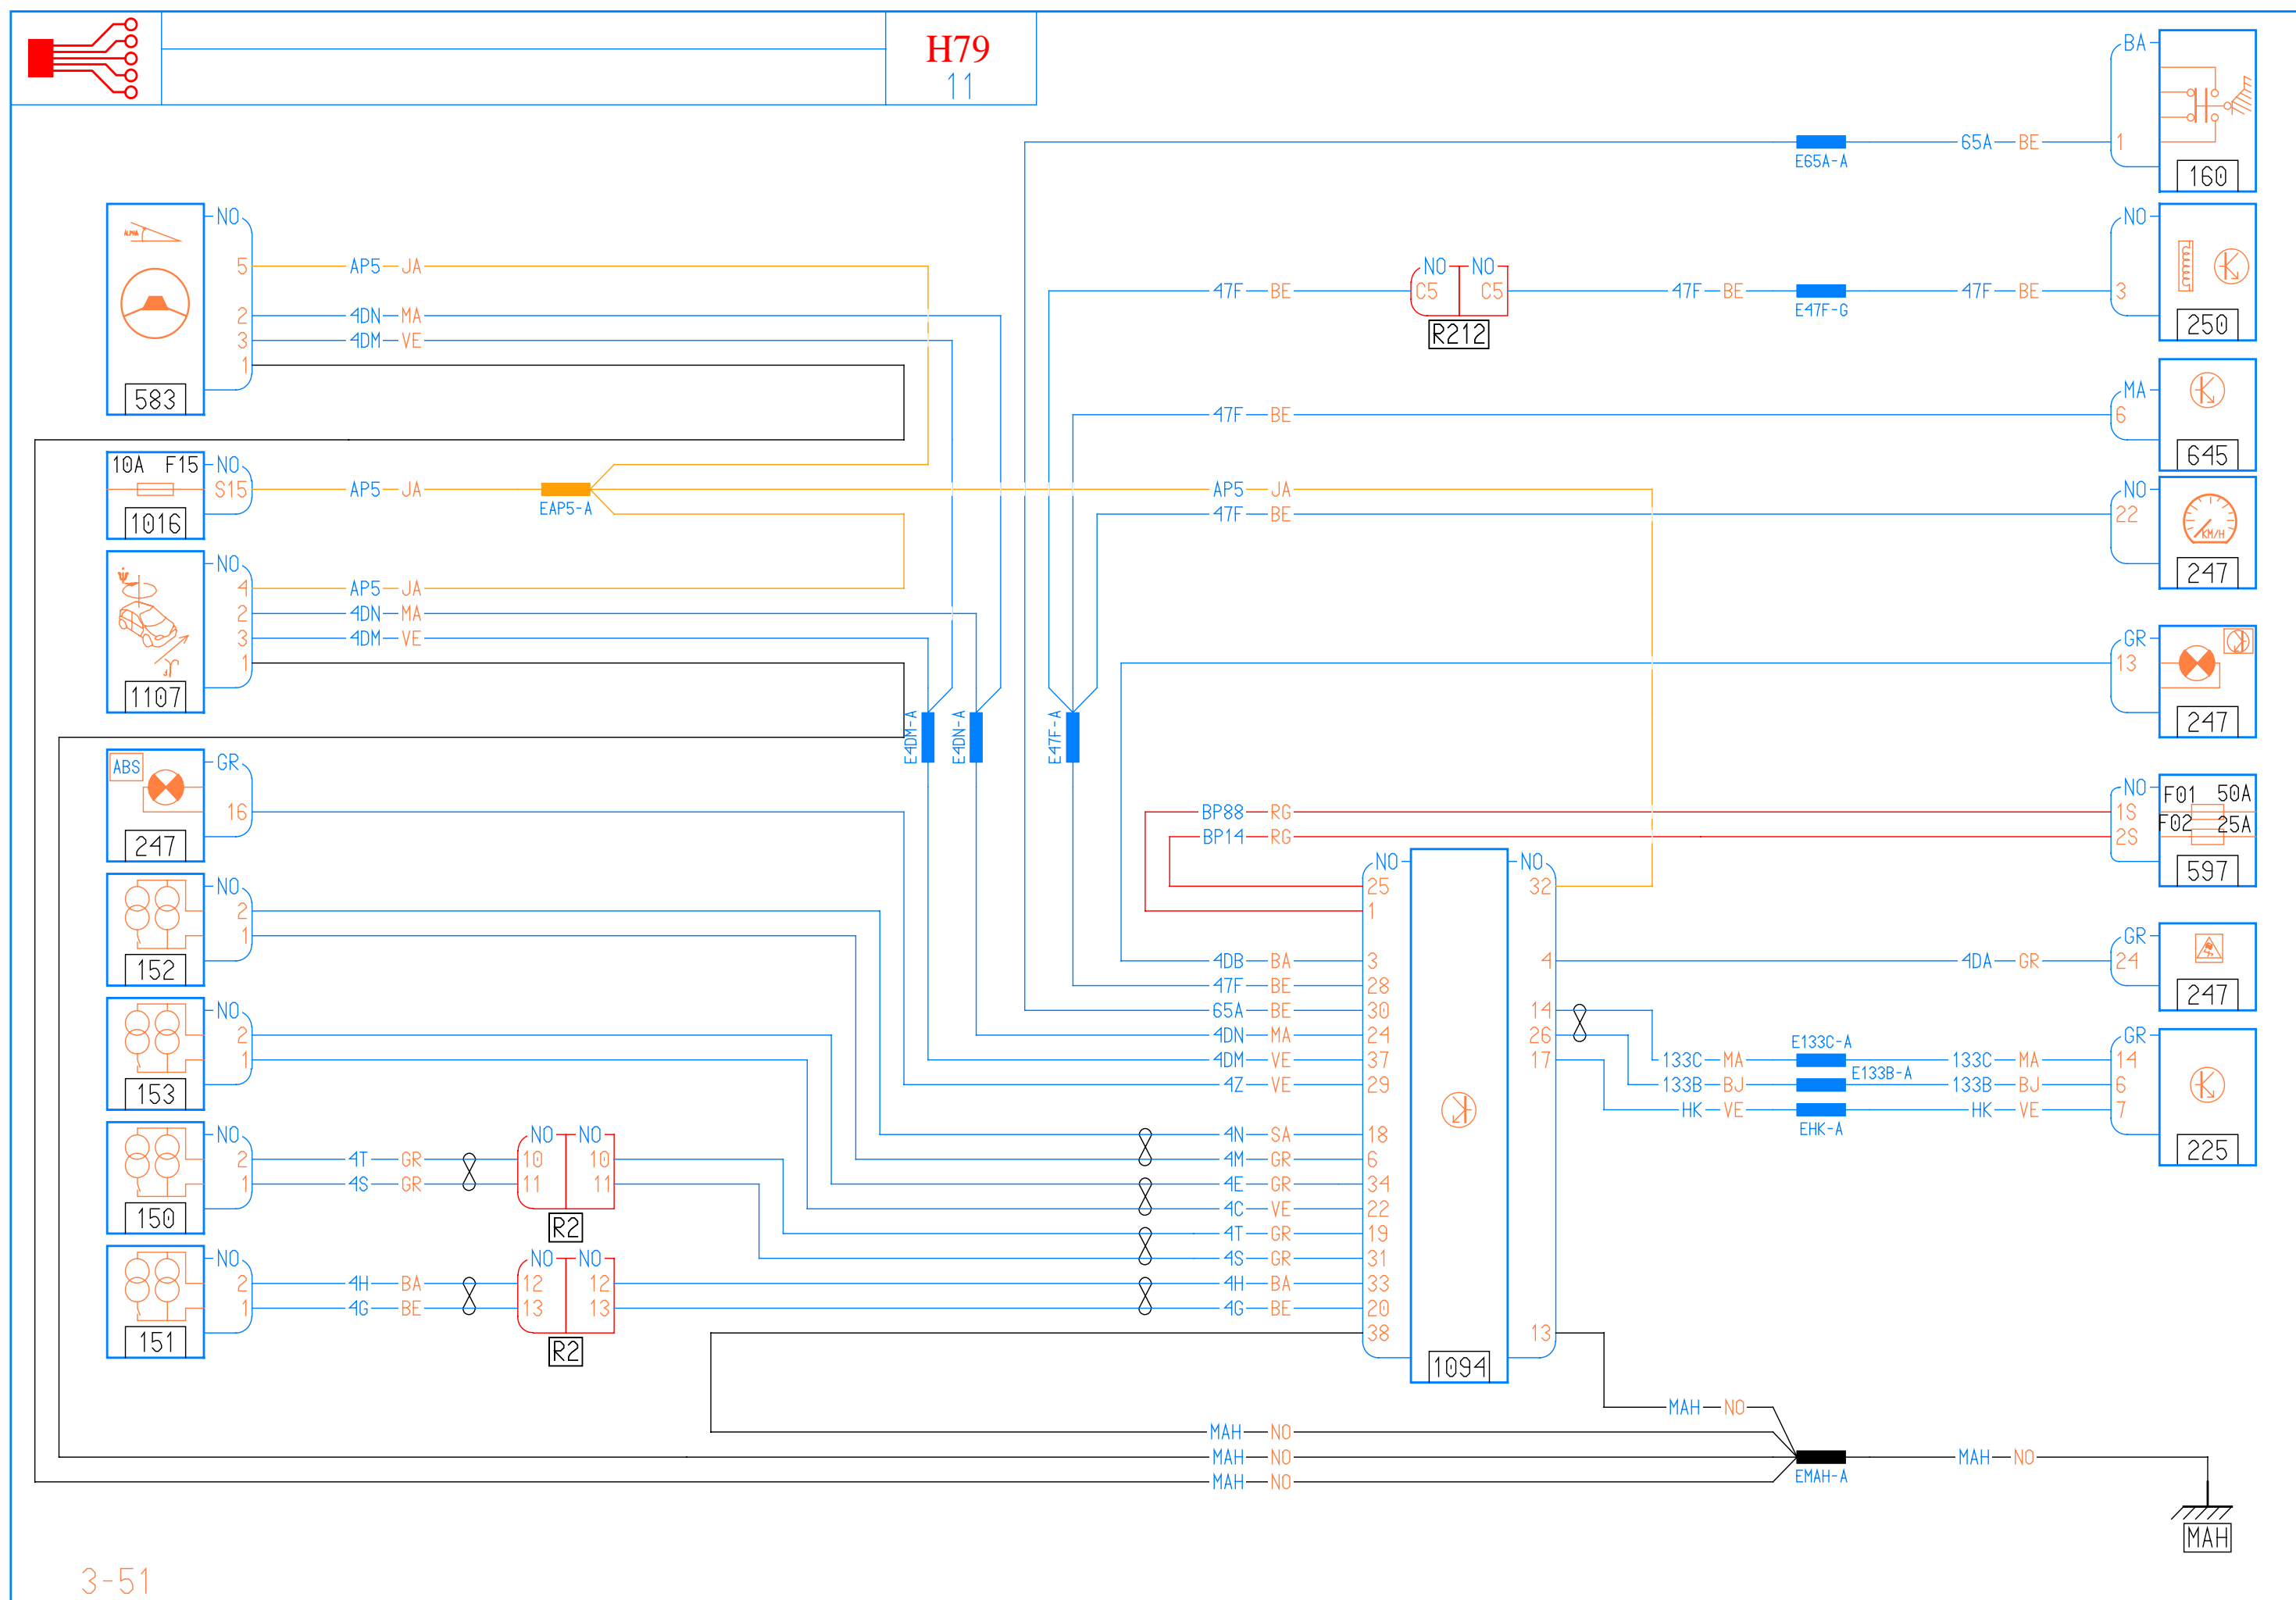 H79
11
BA
1
160
65A BE
E65A-A
65A BE
ALPHA
NO
5
2
3
1
583
AP5 JA
4DN MA
4DM VE
47F BE
NO NO
C5 C5
R212
47F BE
E47F-G
47F BE
NO
3
250
47F BE
MA
6
645
10A F15
NO
S15
1016
AP5 JA
EAP5-A
AP5 JA
47F BE
NO
22
KM/H
247
NO
4
2
3
1
1107
AP5 JA
4DN MA
4DM VE
E4DM-A
E4DN-A
E47F-A
GR
13
247
ABS
GR
16
247
BP88 RG
BP14 RG
NO
1S
2S
F01 50A
F02 25A
597
NO
2
1
152
NO
2
1
153
NO
2
1
150
4T GR
4S GR
NO NO
10 10
11 11
R2
NO
2
1
151
4H BA
4G BE
NO NO
12 12
13 13
R2
NO
25
1
4DB BA 3
47F BE 28
65A BE 30
4DN MA 24
4DM VE 37
4Z VE 29
4N SA 18
4M GR 6
4E GR 34
4C VE 22
4T GR 19
4S GR 31
4H BA 33
4G BE 20
38
1094
NO
32
4
14
26
17
13
4DA GR
GR
24
247
133C MA
133B BJ
HK VE
E133C-A
E133B-A
EHK-A
133C MA
133B BJ
HK VE
GR
14
6
7
225
MAH NO
MAH NO
MAH NO
MAH NO
EMAH-A
MAH NO
MAH
3-51